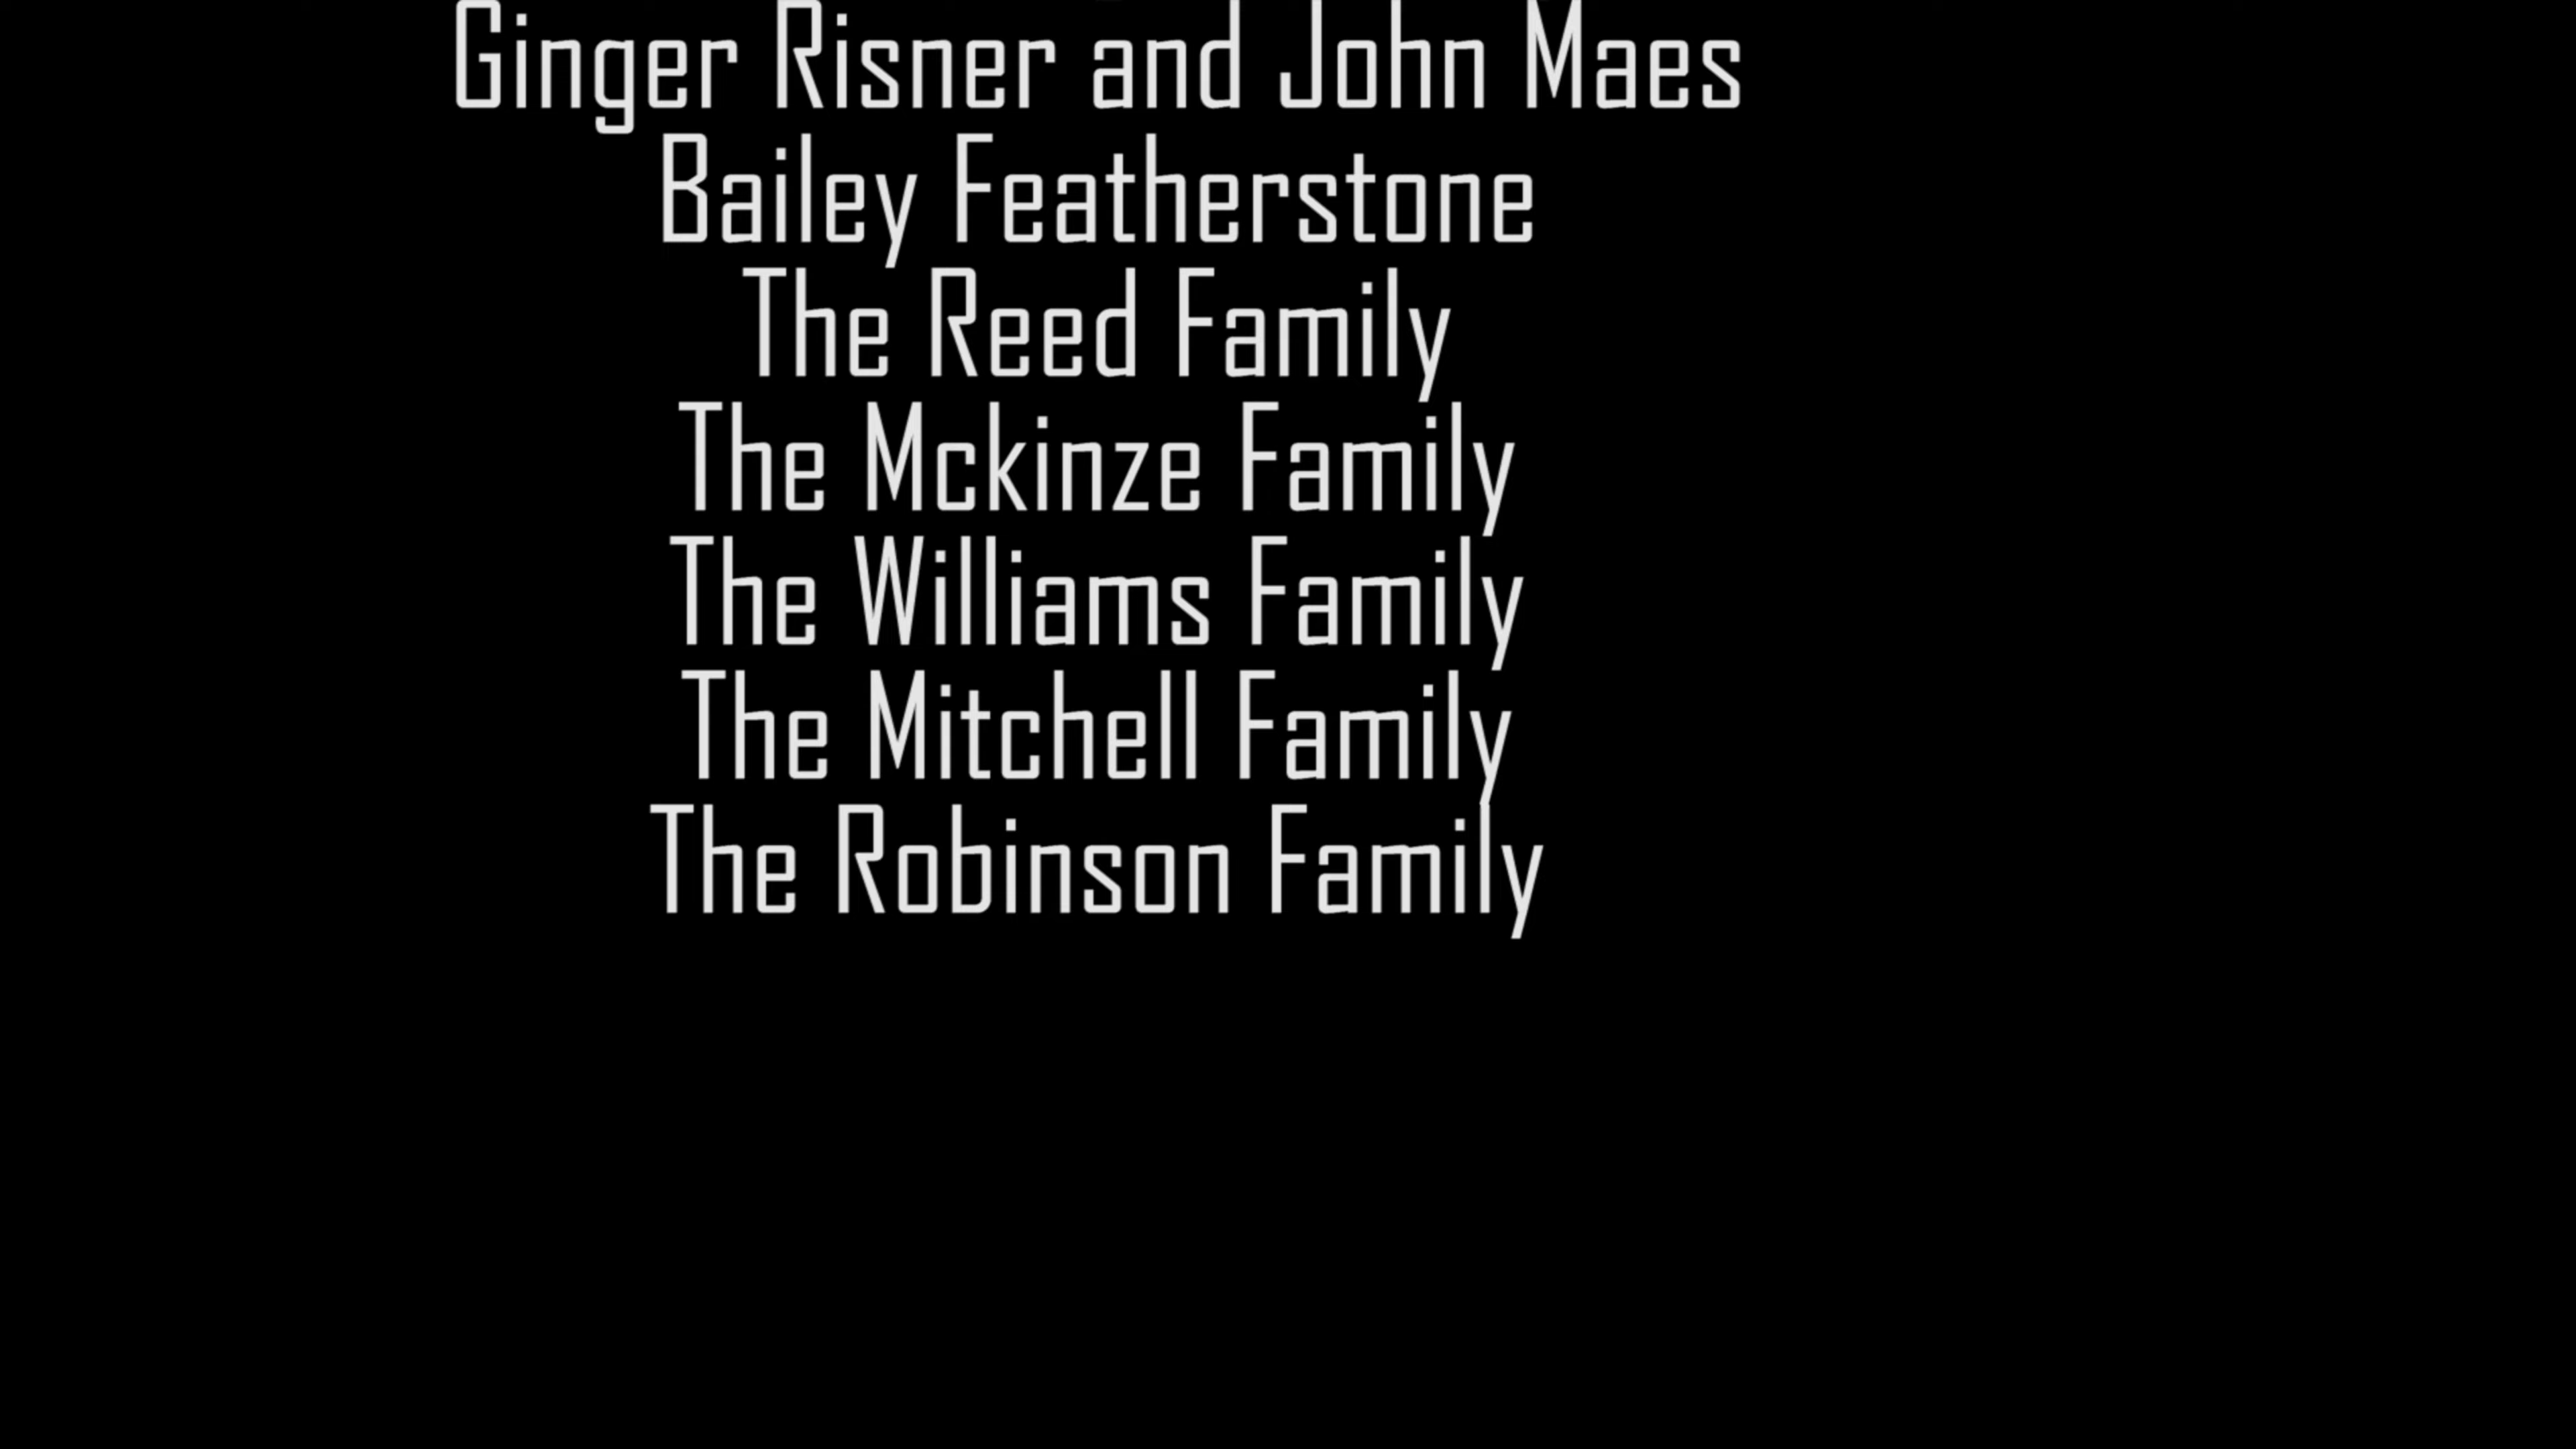 Ginger Risner and John Maes
Bailey Featherstone
The Reed Family
The Mckinze Family
The Williams Family
The Mitchell Family
The Robinson Family